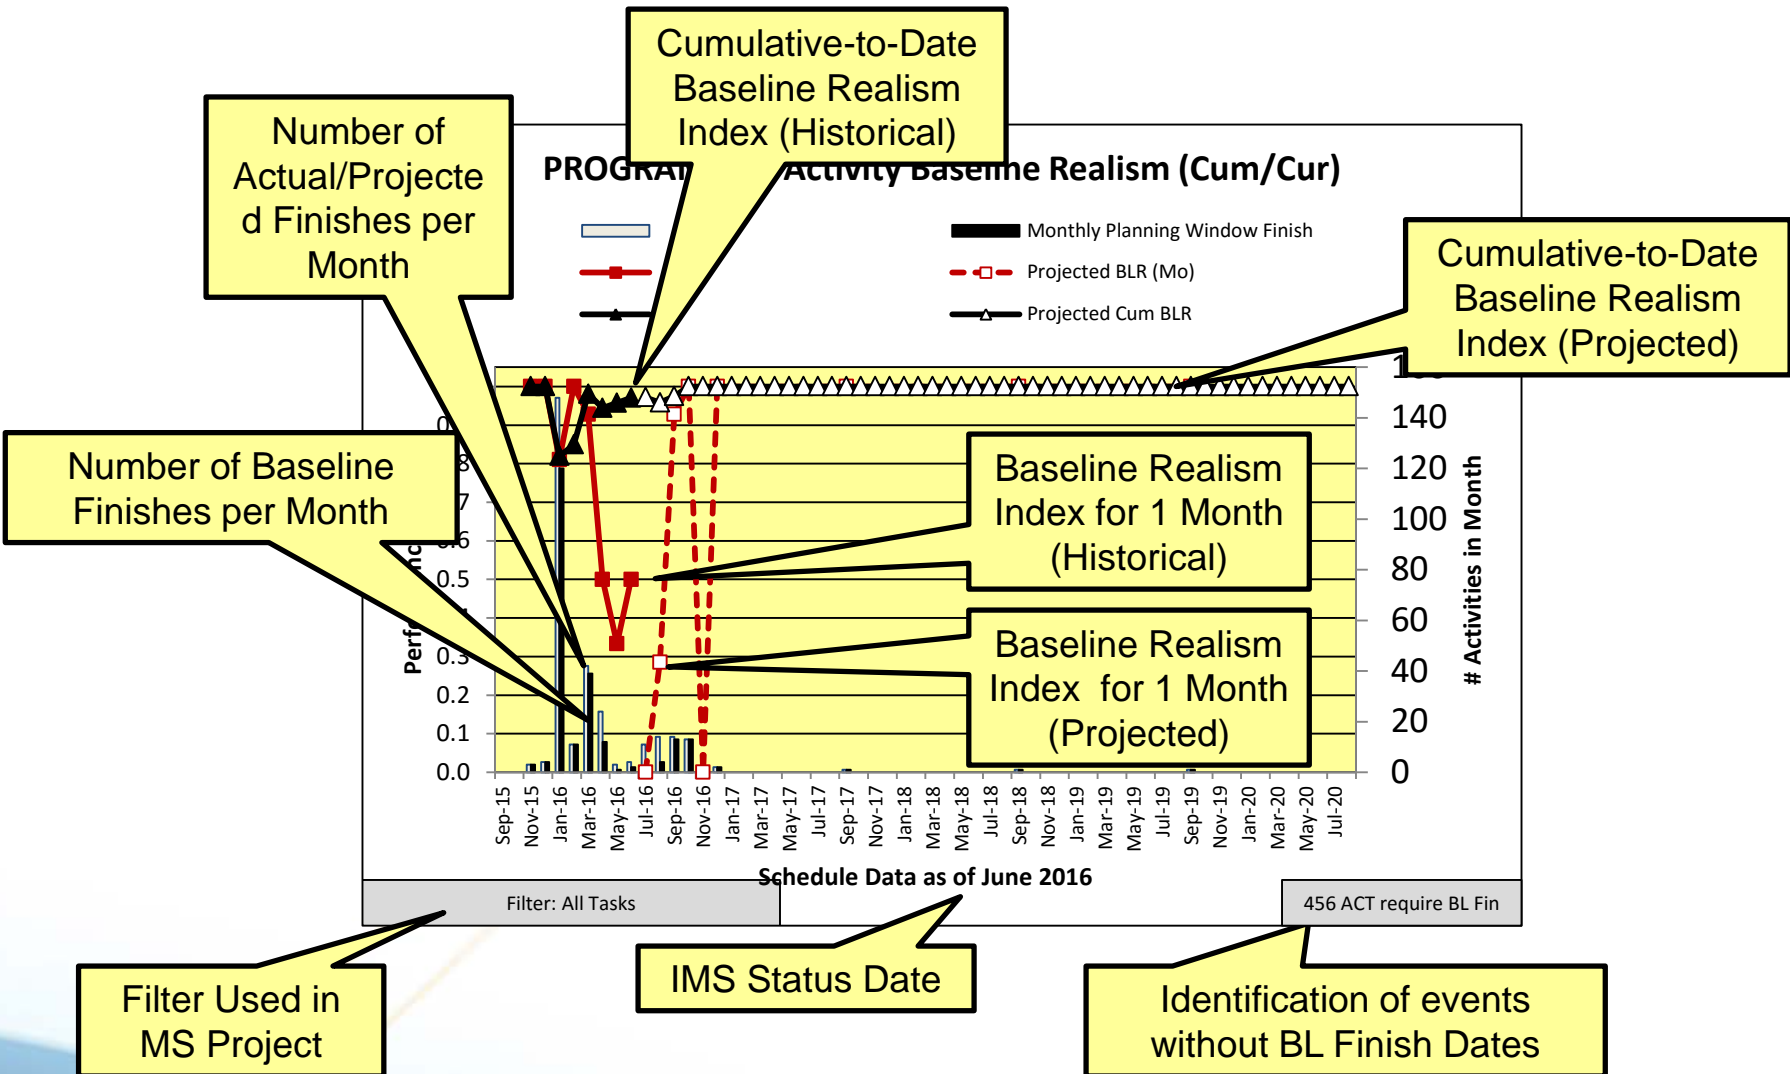 Cumulative-to-Date
Baseline Realism
Index (Historical)
Number of
Actual/Projecte
d Finishes per
Month
Activity Baseline Realism (Cum/Cur)
Monthly Planning Window Finish
Projected BLR (Mo)
Projected Cum BLR
Cumulative-to-Date
Baseline Realism
Index (Projected)
Number of Baseline
Finishes per Month
Baseline Realism
Index for 1 Month
(Historical)
Baseline Realism
Index for 1 Month
(Projected)
0.5
0.3
0.2
0.1
0.0
140
120
100
80
60
40
20
0
# Activities in Month
Sep-15
Nov-15
Jan-16
Mar-16
May-16
Jul-16
Sep-16
Nov-16
Jan-17
Mar-17
May-17
Jul-17
Sep-17
Nov-17
Jan-18
Mar-18
May-18
Jul-18
Sep-18
Nov-18
Jan-19
Mar-19
May-19
Jul-19
Sep-19
Nov-19
Jan-20
Mar-20
May-20
Jul-20
Schedule Data as of June 2016
Filter: All Tasks
456 ACT require BL Fin
Filter Used in
MS Project
IMS Status Date
Identification of events
without BL Finish Dates